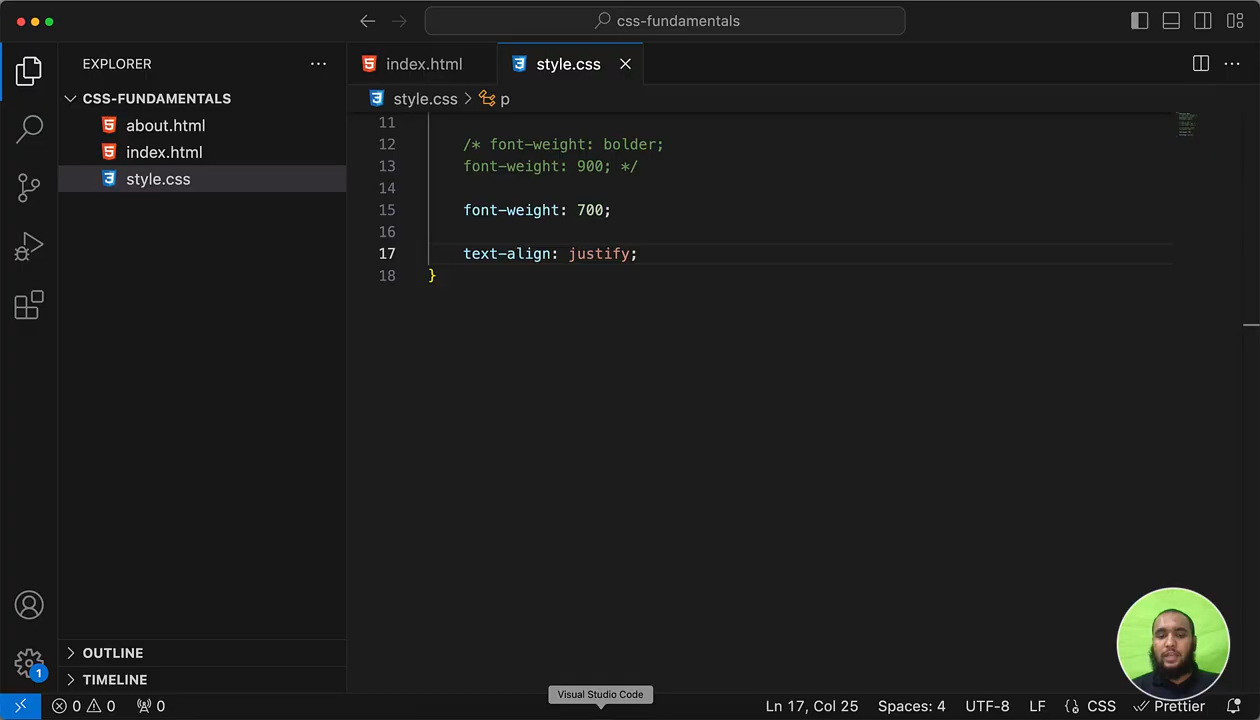 css-fundamentals
EXPLORER
CSS-FUNDAMENTALS
about.html
index.html
style.css
OUTLINE
TIMELINE
index.html
style.css
style.css > p
11
12 /* font-weight: bolder;
13 font-weight: 900; */
14
15 font-weight: 700;
16
17 text-align: justify;
18 }
1
Visual Studio Code
0 0 0
Ln 17, Col 25 Spaces: 4 UTF-8 LF {} CSS Prettier